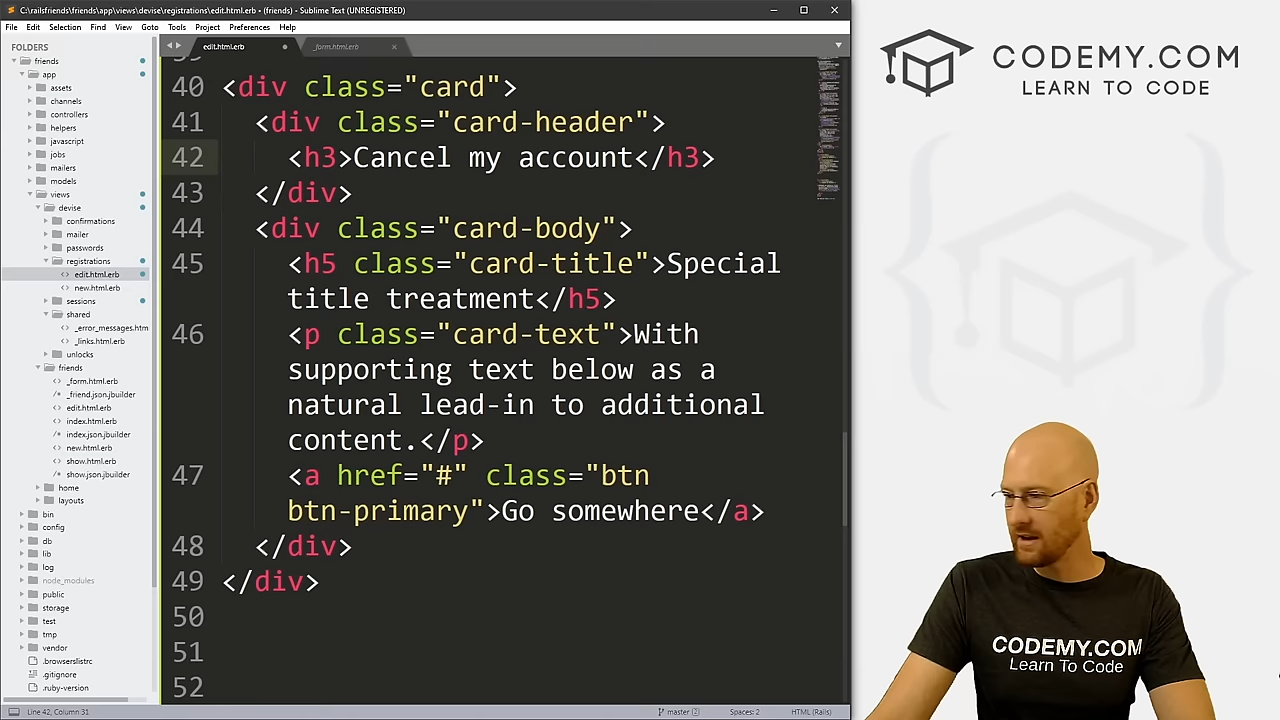 C:\railsfriends\friends\app\views\devise\registrations\edit.html.erb • (friends) - Sublime Text (UNREGISTERED)
File Edit Selection Find View Goto Tools Project Preferences Help
FOLDERS
friends
app
assets
channels
controllers
helpers
javascript
jobs
mailers
models
views
devise
confirmations
mailer
passwords
registrations
edit.html.erb
new.html.erb
sessions
shared
_error_messages.htm
_links.html.erb
unlocks
friends
_form.html.erb
_friend.json.jbuilder
edit.html.erb
index.html.erb
index.json.jbuilder
new.html.erb
show.html.erb
show.json.jbuilder
home
layouts
bin
config
db
lib
log
node_modules
public
storage
test
tmp
vendor
.browserslistrc
.gitignore
.ruby-version
edit.html.erb
_form.html.erb
40 <div class="card">
41 <div class="card-header">
42 <h3>Cancel my account</h3>
43 </div>
44 <div class="card-body">
45 <h5 class="card-title">Special
title treatment</h5>
46 <p class="card-text">With
supporting text below as a
natural lead-in to additional
content.</p>
47 <a href="#" class="btn
btn-primary">Go somewhere</a>
48 </div>
49 </div>
50
51
52
Line 42, Column 31
master 2
Spaces: 2
HTML (Rails)
CODEMY.COM
LEARN TO CODE
CODEMY.COM
Learn To Code